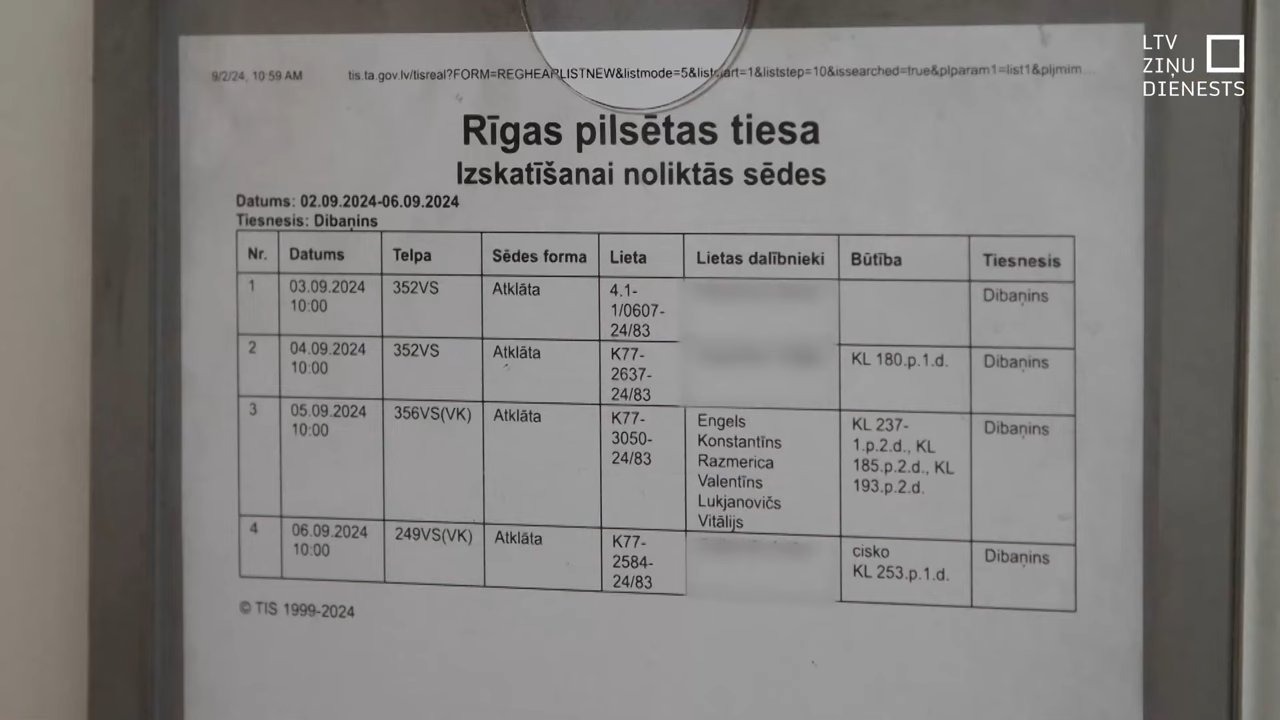 LTV
ZIŅU
DIENESTS
9/2/24, 10:59 AM tis.ta.gov.lv/tisreal?FORM=REGHEARLISTNEW&listmode=5&liststart=1&liststep=10&issearched=true&plparam1=list1&pljmim...
Rīgas pilsētas tiesa
Izskatīšanai noliktās sēdes
Datums: 02.09.2024-06.09.2024
Tiesnesis: Dibaņins
Nr. Datums Telpa Sēdes forma Lieta Lietas dalībnieki Būtība Tiesnesis
1 03.09.2024 352VS Atklāta 4.1- Dibaņins
10:00 1/0607-
24/83
2 04.09.2024 352VS Atklāta K77- KL 180.p.1.d. Dibaņins
10:00 2637-
24/83
3 05.09.2024 356VS(VK) Atklāta K77- Engels KL 237- Dibaņins
10:00 3050- Konstantīns 1.p.2.d., KL
24/83 Razmerica 185.p.2.d., KL
Valentīns 193.p.2.d.
Lukjanovičs
Vitālijs
4 06.09.2024 249VS(VK) Atklāta K77- cisko Dibaņins
10:00 2584- KL 253.p.1.d.
24/83
© TIS 1999-2024